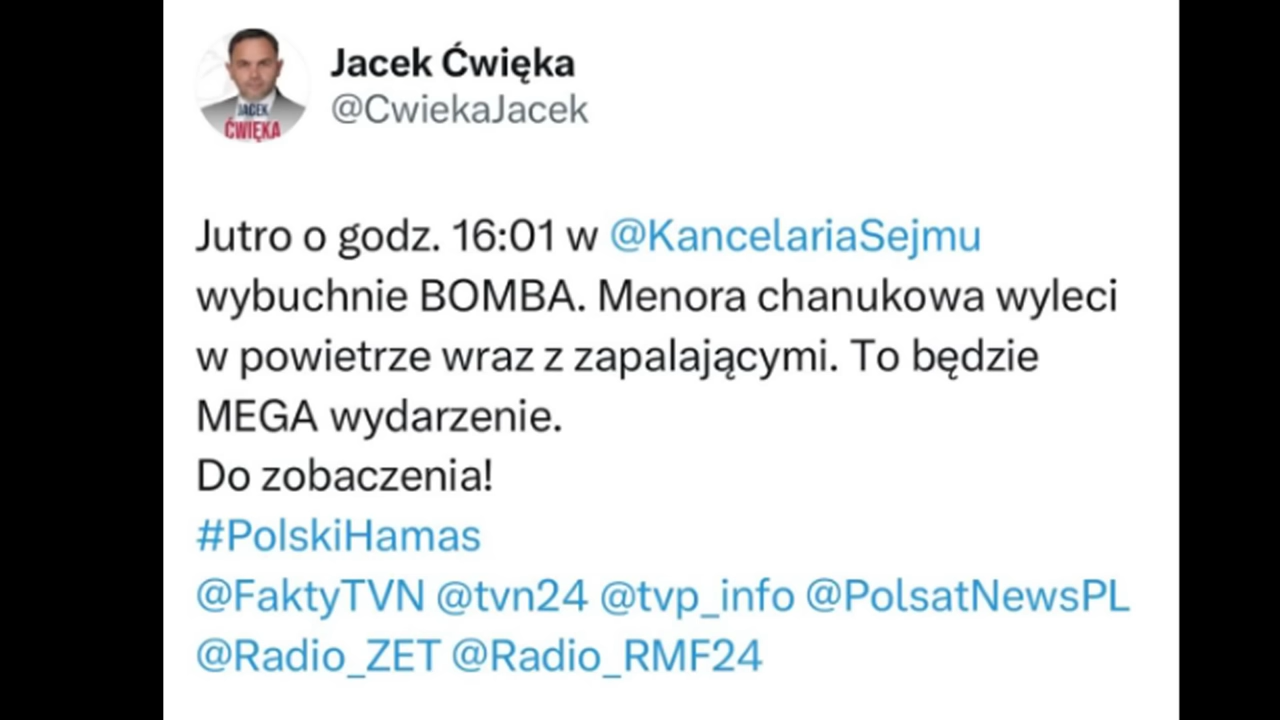 Jacek Ćwięka
@CwiekaJacek
JACEK
ĆWIĘKA
Jutro o godz. 16:01 w @KancelariaSejmu
wybuchnie BOMBA. Menora chanukowa wyleci
w powietrze wraz z zapalającymi. To będzie
MEGA wydarzenie.
Do zobaczenia!
#PolskiHamas
@FaktyTVN @tvn24 @tvp_info @PolsatNewsPL
@Radio_ZET @Radio_RMF24